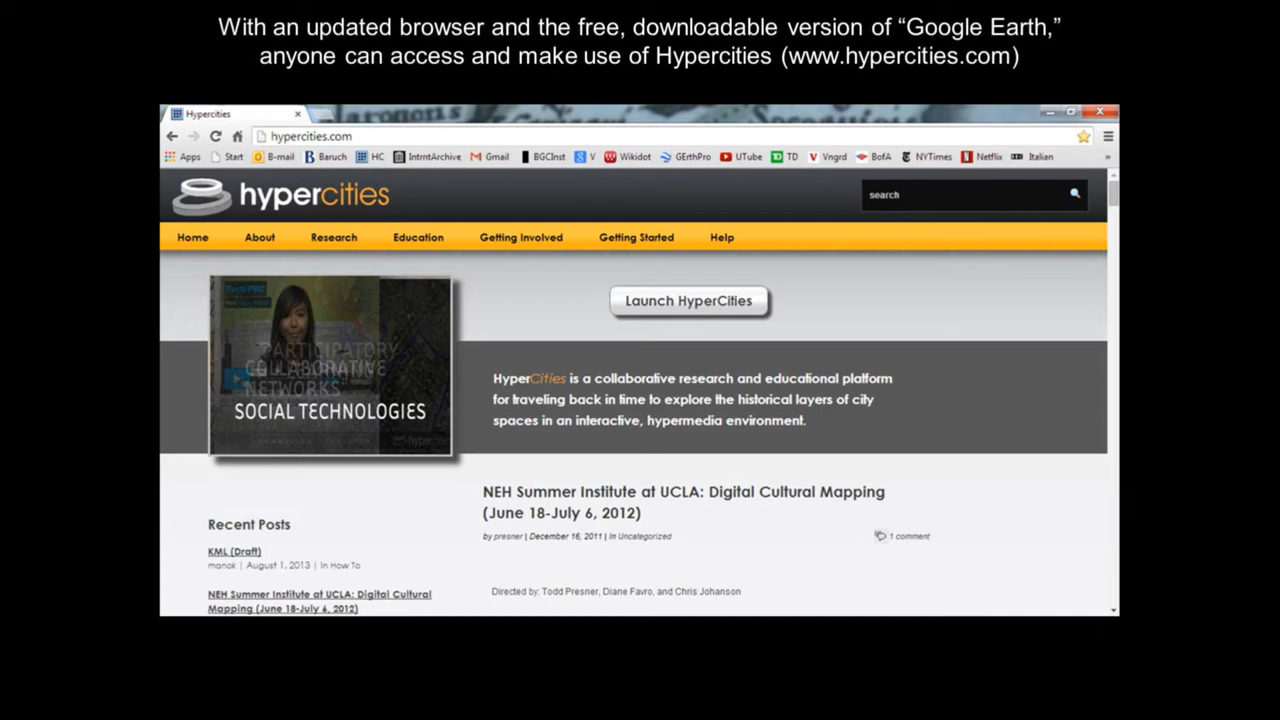 With an updated browser and the free, downloadable version of “Google Earth,”
anyone can access and make use of Hypercities (www.hypercities.com)
Hypercities
hypercities.com
Apps Start B-mail Baruch HC IntrntArchive Gmail BGCInst V Wikidot GErthPro UTube TD Vngrd BofA NYTimes Netflix Italian »
hypercities
search
Home About Research Education Getting Involved Getting Started Help
Launch HyperCities
"PARTICIPATORY
COLLABORATIVE
NETWORKS"
SOCIAL TECHNOLOGIES
HyperCities is a collaborative research and educational platform
for traveling back in time to explore the historical layers of city
spaces in an interactive, hypermedia environment.
NEH Summer Institute at UCLA: Digital Cultural Mapping
(June 18-July 6, 2012)
by presner | December 16, 2011 | In Uncategorized
1 comment
Directed by: Todd Presner, Diane Favro, and Chris Johanson
Recent Posts
KML (Draft)
manok | August 1, 2013 | In How To
NEH Summer Institute at UCLA: Digital Cultural
Mapping (June 18-July 6, 2012)